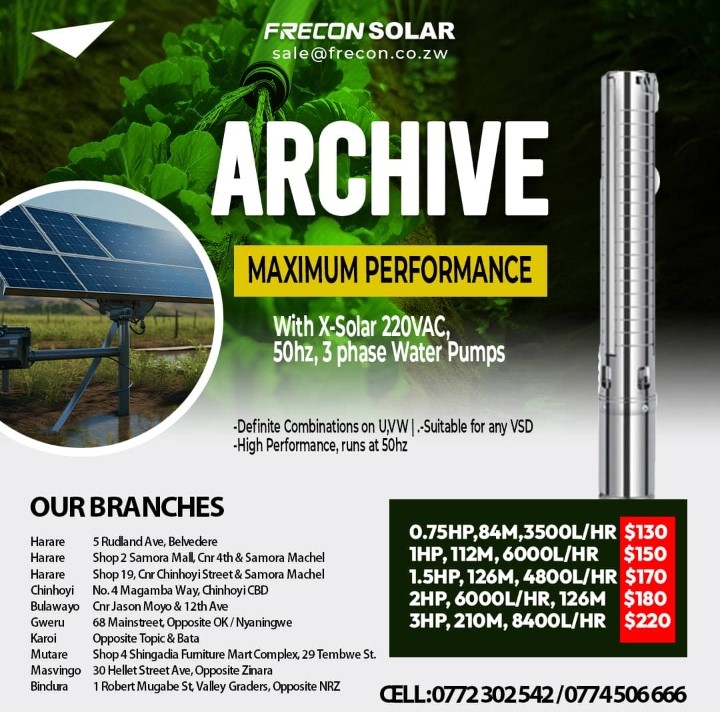 FRECON SOLAR
sale@frecon.co.zw
ARCHIVE
MAXIMUM PERFORMANCE
With X-Solar 220VAC,
50hz, 3 phase Water Pumps
-Definite Combinations on U,VW | .-Suitable for any VSD
-High Performance, runs at 50hz
OUR BRANCHES
Harare 5 Rudland Ave, Belvedere
Harare Shop 2 Samora Mall, Cnr 4th & Samora Machel
Harare Shop 19, Cnr Chinhoyi Street & Samora Machel
Chinhoyi No. 4 Magamba Way, Chinhoyi CBD
Bulawayo Cnr Jason Moyo & 12th Ave
Gweru 68 Mainstreet, Opposite OK / Nyaningwe
Karoi Opposite Topic & Bata
Mutare Shop 4 Shingadia Furniture Mart Complex, 29 Tembwe St.
Masvingo 30 Hellet Street Ave, Opposite Zinara
Bindura 1 Robert Mugabe St, Valley Graders, Opposite NRZ
0.75HP,84M,3500L/HR $130
1HP, 112M, 6000L/HR $150
1.5HP, 126M, 4800L/HR $170
2HP, 6000L/HR, 126M $180
3HP, 210M, 8400L/HR $220
CELL:0772 302 542 / 0774 506 666